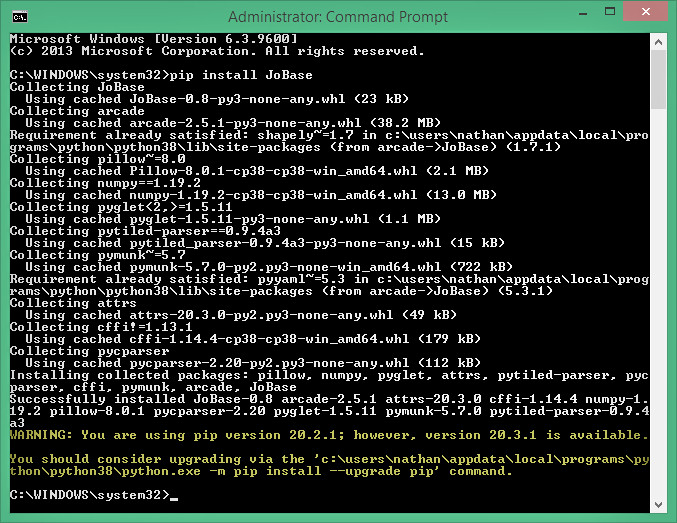 Administrator: Command Prompt
Microsoft Windows [Version 6.3.9600]
(c) 2013 Microsoft Corporation. All rights reserved.
C:\WINDOWS\system32>pip install JoBase
Collecting JoBase
Using cached JoBase-0.8-py3-none-any.whl (23 kB)
Collecting arcade
Using cached arcade-2.5.1-py3-none-any.whl (38.2 MB)
Requirement already satisfied: shapely~=1.7 in c:\users\nathan\appdata\local\pro
grams\python\python38\lib\site-packages (from arcade->JoBase) (1.7.1)
Collecting pillow~=8.0
Using cached Pillow-8.0.1-cp38-cp38-win_amd64.whl (2.1 MB)
Collecting numpy==1.19.2
Using cached numpy-1.19.2-cp38-cp38-win_amd64.whl (13.0 MB)
Collecting pyglet<2,>=1.5.11
Using cached pyglet-1.5.11-py3-none-any.whl (1.1 MB)
Collecting pytiled-parser==0.9.4a3
Using cached pytiled_parser-0.9.4a3-py3-none-any.whl (15 kB)
Collecting pymunk~=5.7
Using cached pymunk-5.7.0-py2.py3-none-win_amd64.whl (722 kB)
Requirement already satisfied: pyyaml~=5.3 in c:\users\nathan\appdata\local\prog
rams\python\python38\lib\site-packages (from arcade->JoBase) (5.3.1)
Collecting attrs
Using cached attrs-20.3.0-py2.py3-none-any.whl (49 kB)
Collecting cffi!=1.13.1
Using cached cffi-1.14.4-cp38-cp38-win_amd64.whl (179 kB)
Collecting pycparser
Using cached pycparser-2.20-py2.py3-none-any.whl (112 kB)
Installing collected packages: pillow, numpy, pyglet, attrs, pytiled-parser, pyc
parser, cffi, pymunk, arcade, JoBase
Successfully installed JoBase-0.8 arcade-2.5.1 attrs-20.3.0 cffi-1.14.4 numpy-1.
19.2 pillow-8.0.1 pycparser-2.20 pyglet-1.5.11 pymunk-5.7.0 pytiled-parser-0.9.4
a3
WARNING: You are using pip version 20.2.1; however, version 20.3.1 is available.
You should consider upgrading via the 'c:\users\nathan\appdata\local\programs\py
thon\python38\python.exe -m pip install --upgrade pip' command.
C:\WINDOWS\system32>_